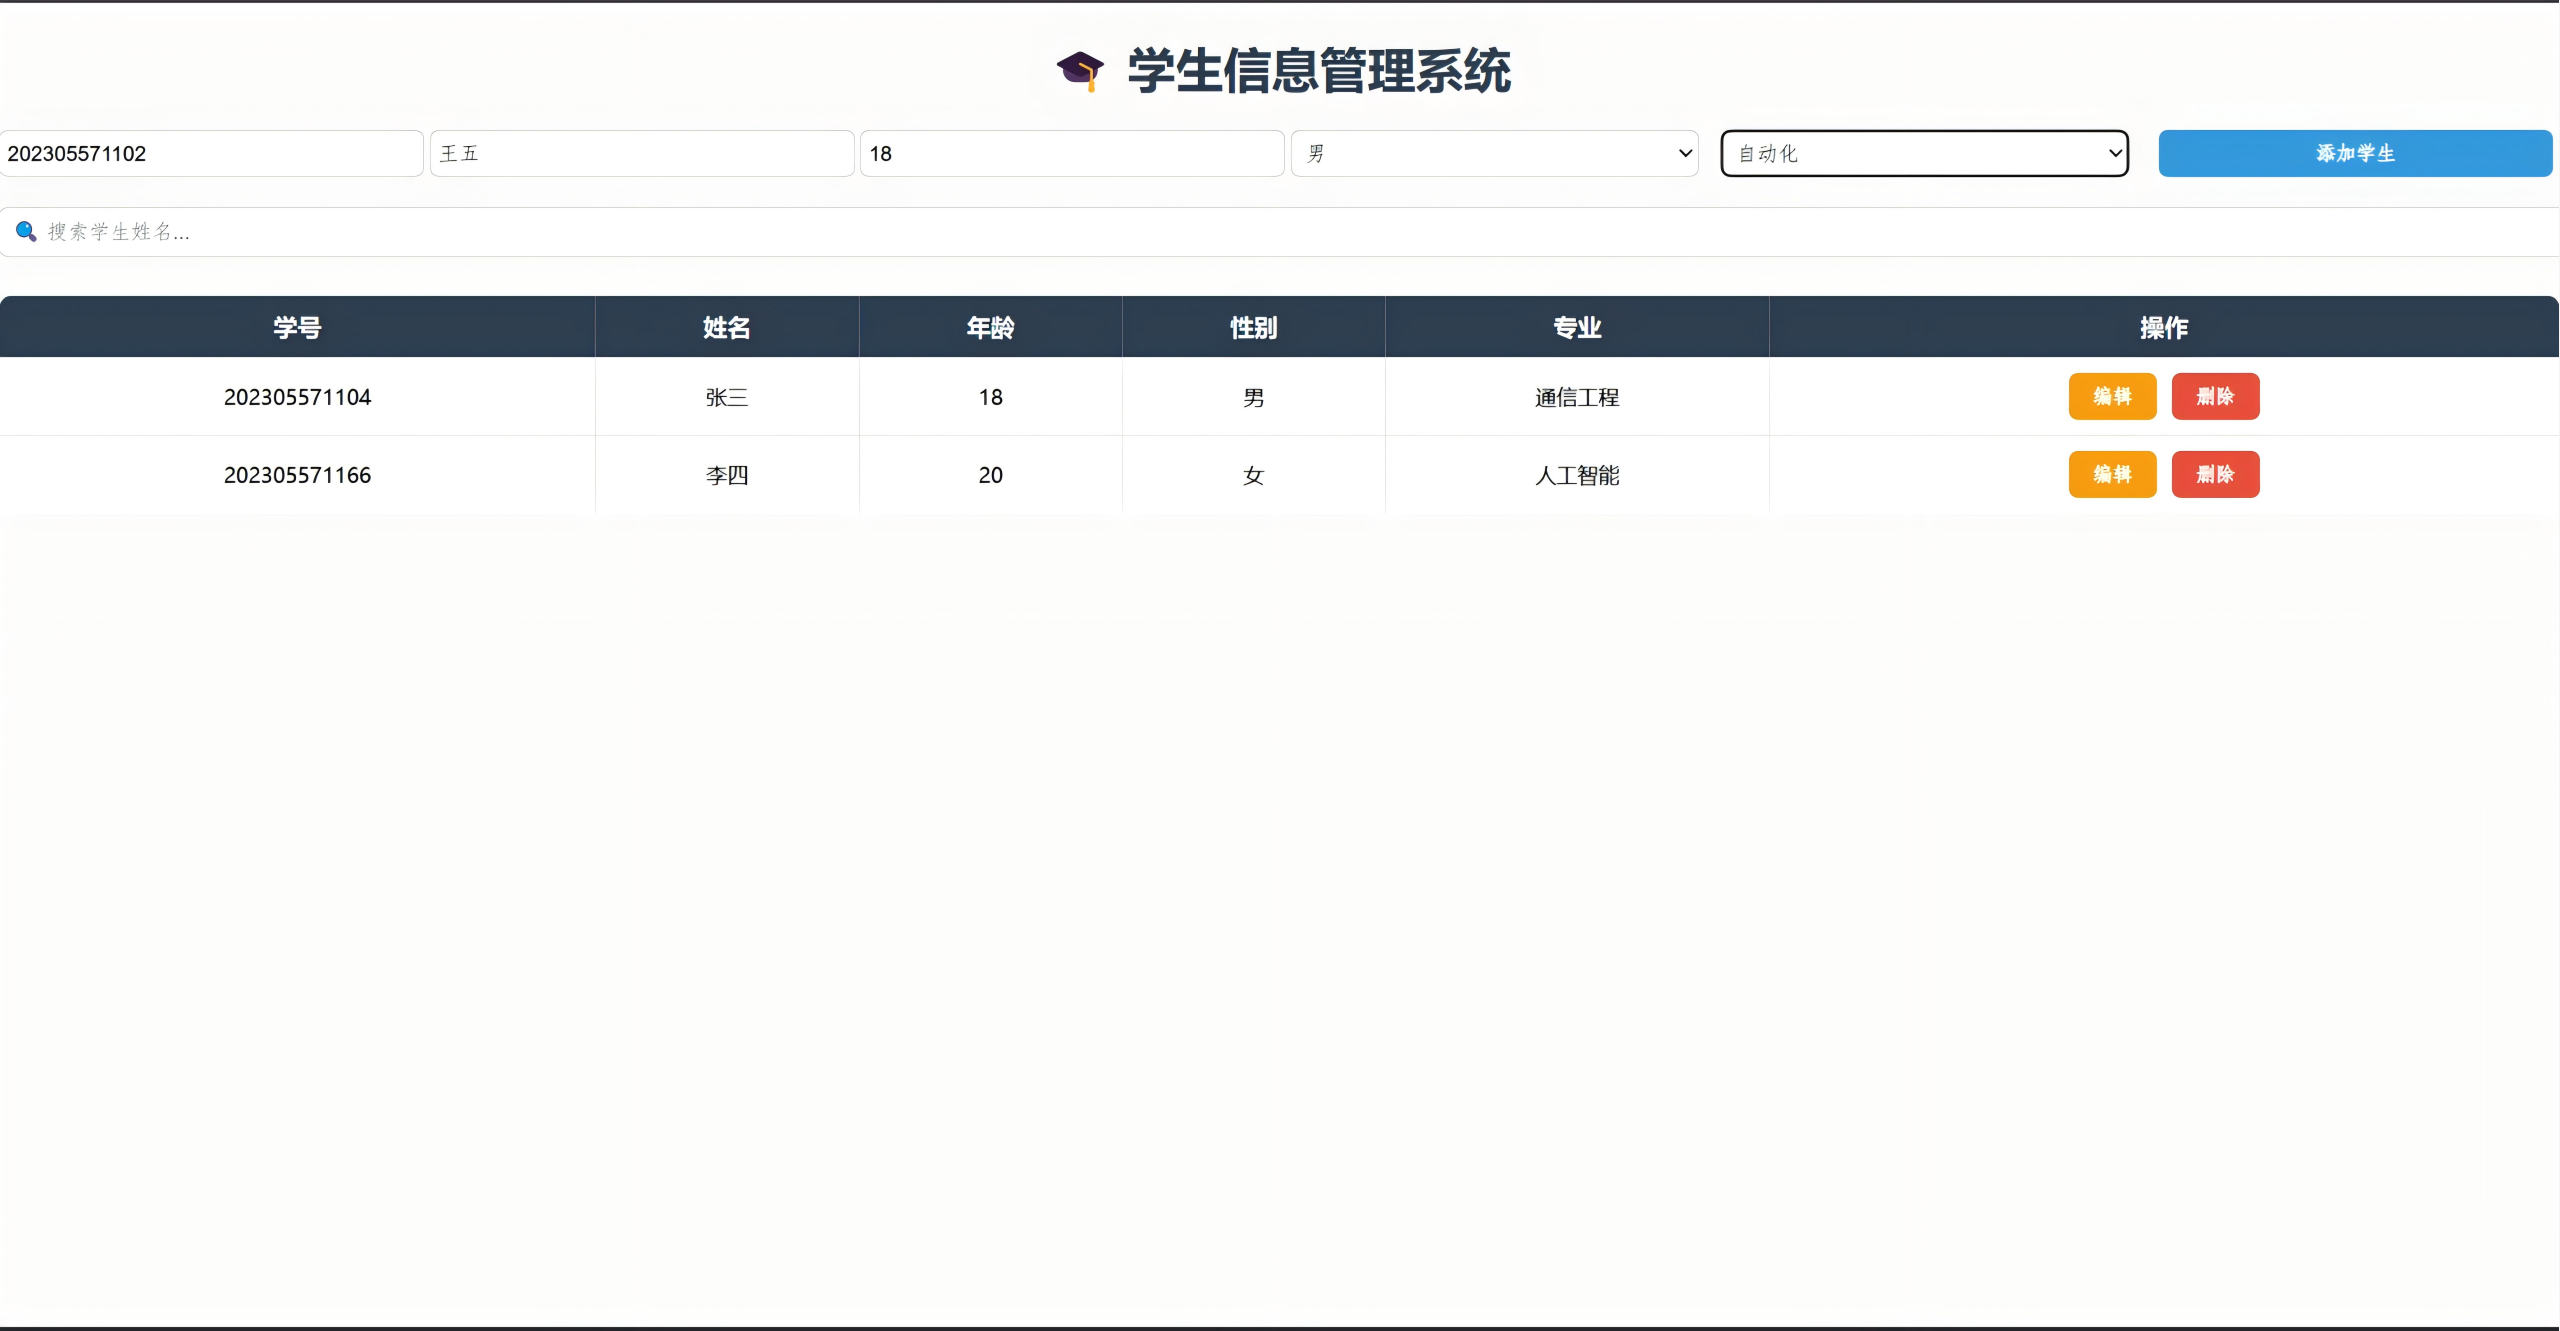 🎓 学生信息管理系统
202305571102 王五 18 男 自动化 添加学生
🔍 搜索学生姓名...
学号 姓名 年龄 性别 专业 操作
202305571104 张三 18 男 通信工程 编辑 删除
202305571166 李四 20 女 人工智能 编辑 删除